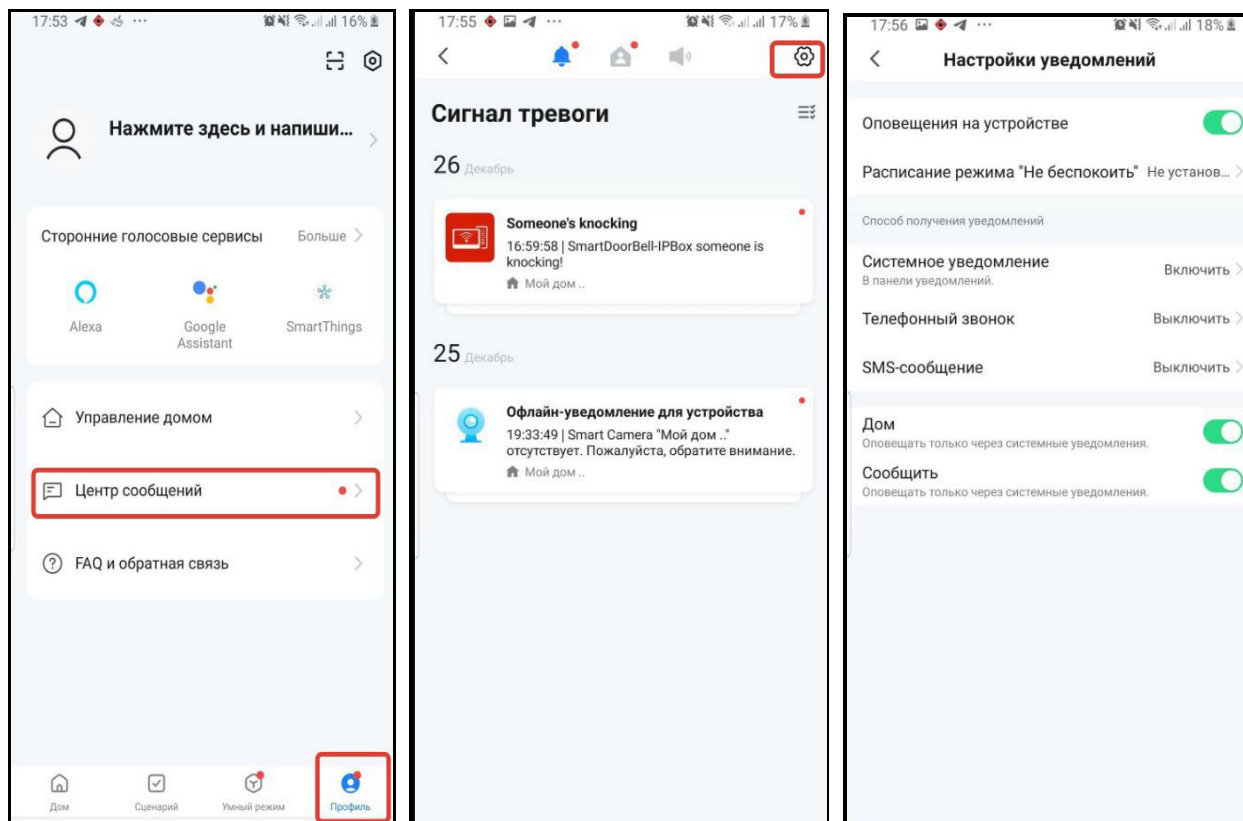 17:53
16%
Нажмите здесь и напиши...
Сторонние голосовые сервисы Больше
Alexa
Google
Assistant
SmartThings
Управление домом
Центр сообщений
FAQ и обратная связь
Дом
Сценарий
Умный режим
Профиль
17:55
17%
Сигнал тревоги
26 Декабрь
Someone's knocking
16:59:58 | SmartDoorBell-IPBox someone is
knocking!
Мой дом ..
25 Декабрь
Офлайн-уведомление для устройства
19:33:49 | Smart Camera "Мой дом .."
отсутствует. Пожалуйста, обратите внимание.
Мой дом ..
17:56
18%
Настройки уведомлений
Оповещения на устройстве
Расписание режима "Не беспокоить" Не установ...
Способ получения уведомлений
Системное уведомление Включить
В панели уведомлений.
Телефонный звонок Выключить
SMS-сообщение Выключить
Дом
Оповещать только через системные уведомления.
Сообщить
Оповещать только через системные уведомления.